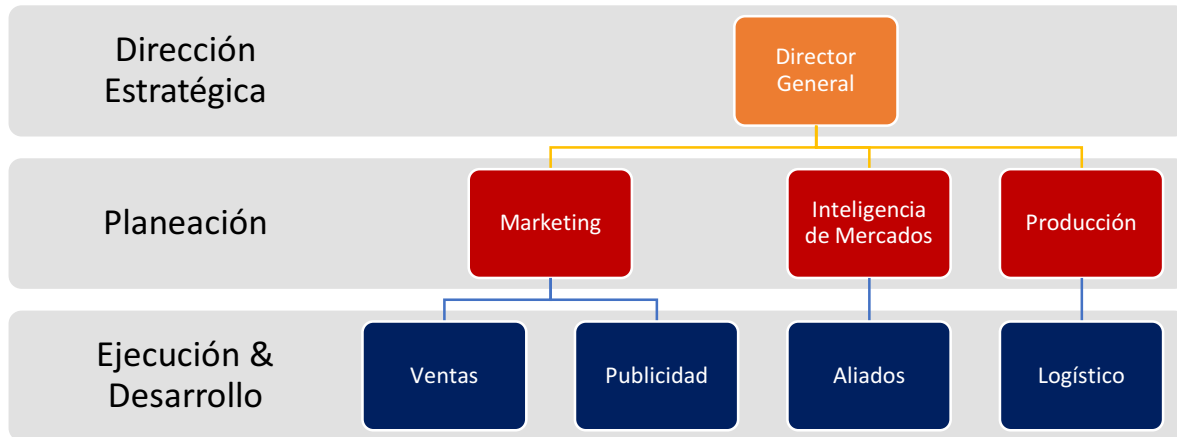 Dirección
Estratégica
Director
General
Planeación
Marketing
Inteligencia
de Mercados
Producción
Ejecución &
Desarrollo
Ventas
Publicidad
Aliados
Logístico